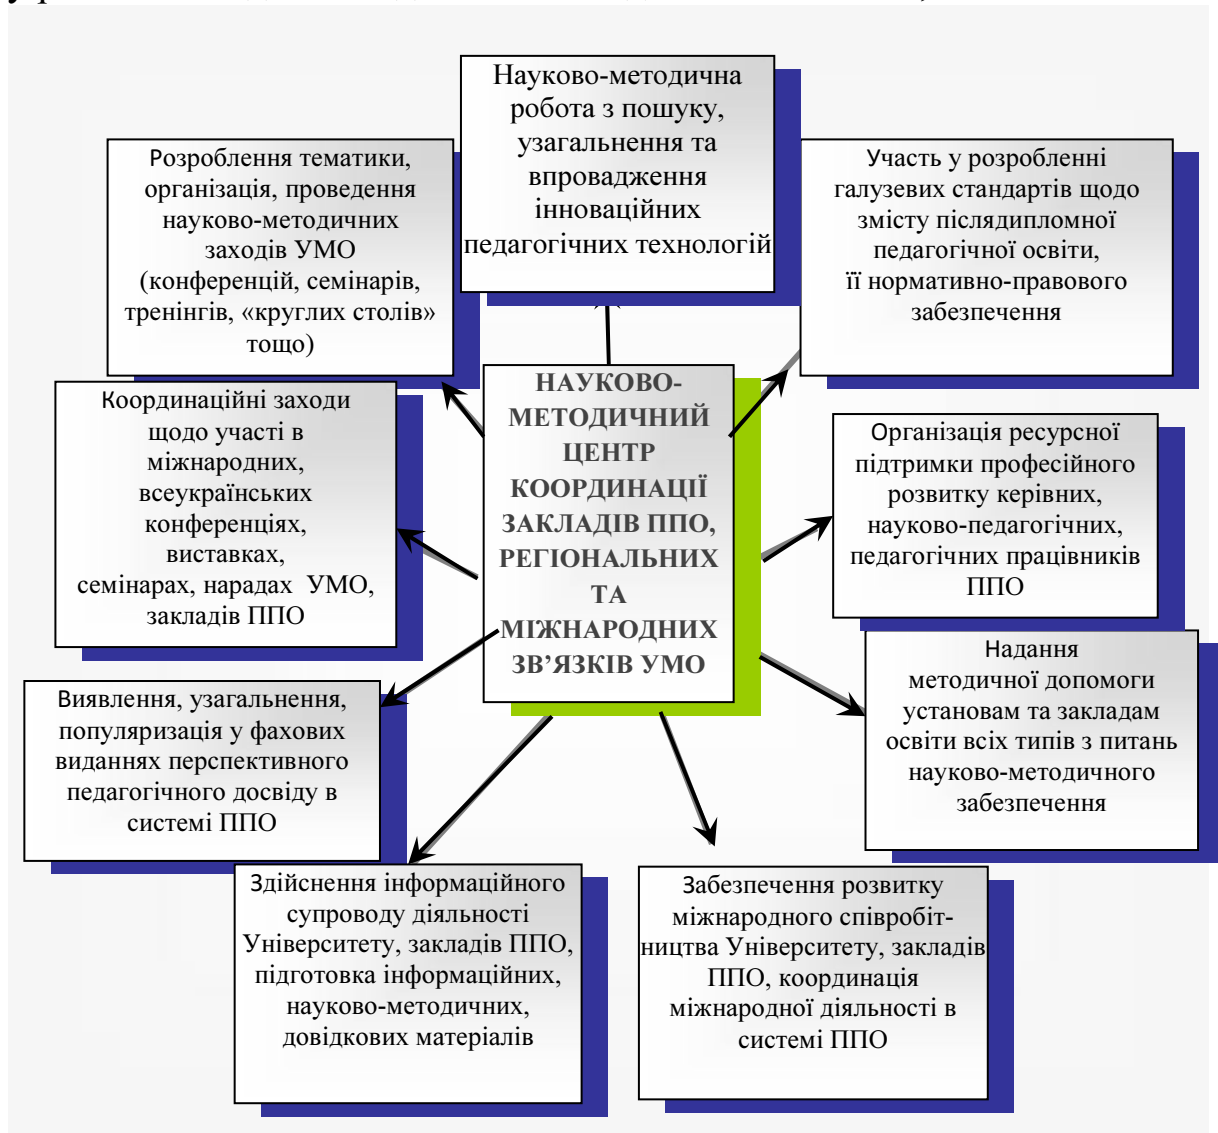 Науково-методична
робота з пошуку,
узагальнення та
впровадження
інноваційних
педагогічних технологій
Розроблення тематики,
організація, проведення
науково-методичних
заходів УМО
(конференцій, семінарів,
тренінгів, «круглих столів»
тощо)
Участь у розробленні
галузевих стандартів щодо
змісту післядипломної
педагогічної освіти,
її нормативно-правового
забезпечення
НАУКОВО-
МЕТОДИЧНИЙ
ЦЕНТР
КООРДИНАЦІЇ
ЗАКЛАДІВ ППО,
РЕГІОНАЛЬНИХ
ТА
МІЖНАРОДНИХ
ЗВ’ЯЗКІВ УМО
Координаційні заходи
щодо участі в
міжнародних,
всеукраїнських
конференціях,
виставках,
семінарах, нарадах УМО,
закладів ППО
Організація ресурсної
підтримки професійного
розвитку керівних,
науково-педагогічних,
педагогічних працівників
ППО
Виявлення, узагальнення,
популяризація у фахових
виданнях перспективного
педагогічного досвіду в
системі ППО
Надання
методичної допомоги
установам та закладам
освіти всіх типів з питань
науково-методичного
забезпечення
Здійснення інформаційного
супроводу діяльності
Університету, закладів ППО,
підготовка інформаційних,
науково-методичних,
довідкових матеріалів
Забезпечення розвитку
міжнародного співробіт-
ництва Університету, закладів
ППО, координація
міжнародної діяльності в
системі ППО